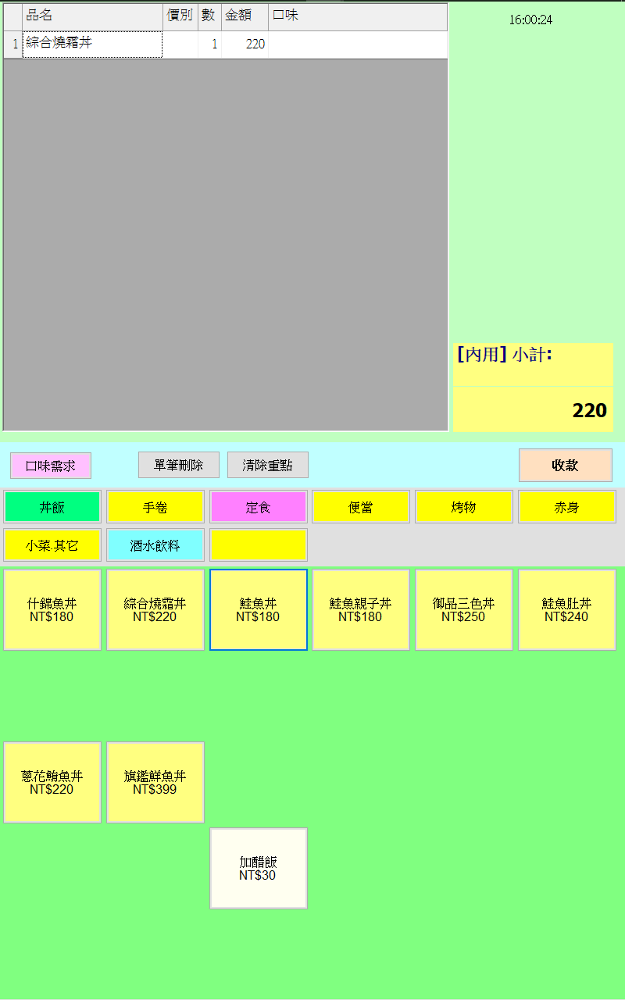 品名 價別 數 金額 口味
16:00:24
1 綜合燒霜丼 1 220
[內用] 小計:
220
口味需求 單筆刪除 清除重點 收款
丼飯 手卷 定食 便當 烤物 赤身
小菜.其它 酒水飲料
什錦魚丼 綜合燒霜丼 鮭魚丼 鮭魚親子丼 御品三色丼 鮭魚肚丼
NT$180 NT$220 NT$180 NT$180 NT$250 NT$240
蔥花鮪魚丼 旗鑑鮮魚丼
NT$220 NT$399
加醋飯
NT$30